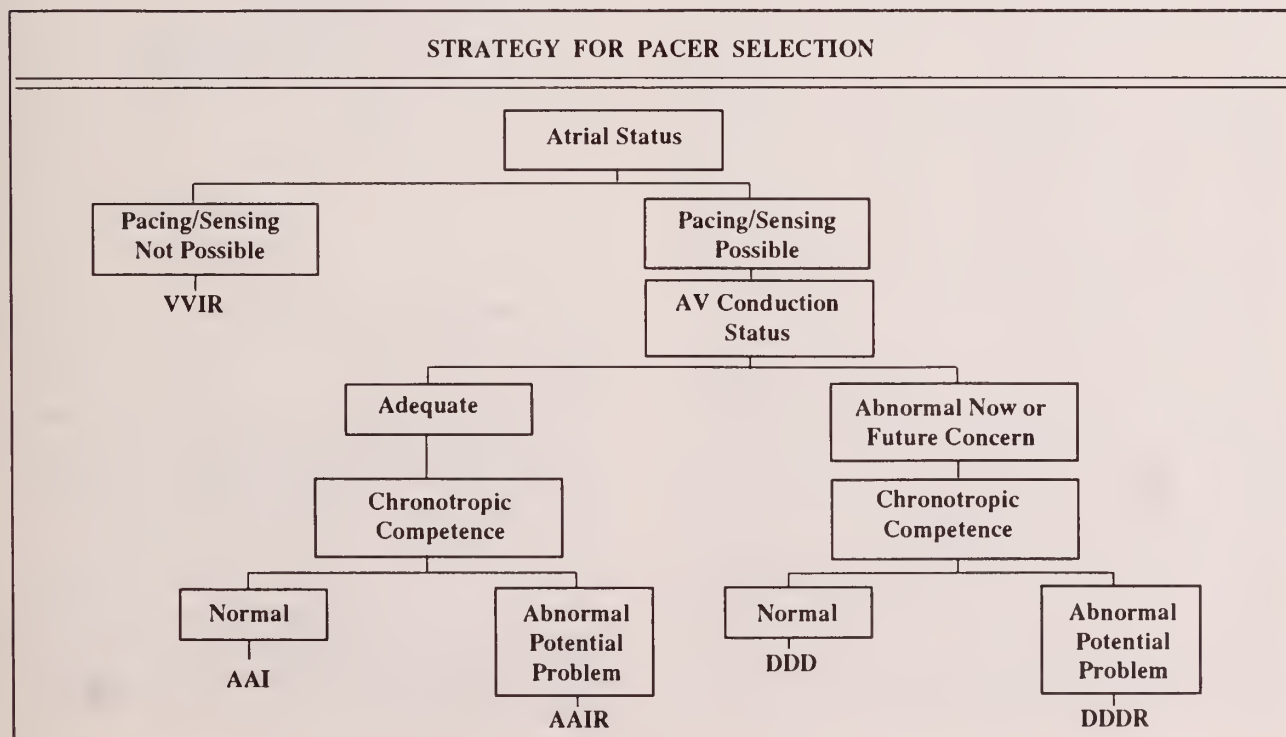 STRATEGY FOR PACER SELECTION
Atrial Status
Pacing/Sensing
Not Possible
VVIR
Pacing/Sensing
Possible
AV Conduction
Status
Adequate
Chronotropic
Competence
Normal
AAI
Abnormal
Potential
Problem
AAIR
Abnormal Now or
Future Concern
Chronotropic
Competence
Normal
DDD
Abnormal
Potential
Problem
DDDR